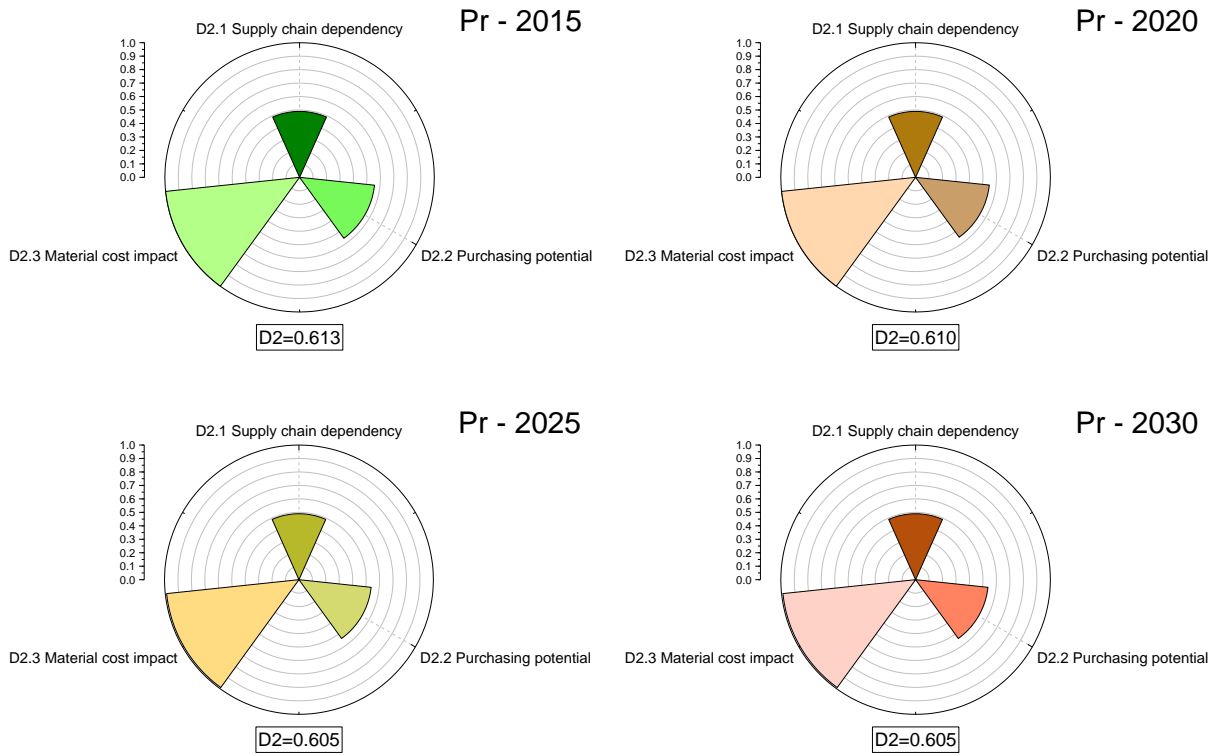 Pr - 2015
D2.1 Supply chain dependency
1.0
0.9
0.8
0.7
0.6
0.5
0.4
0.3
0.2
0.1
0.0
D2.3 Material cost impact
D2.2 Purchasing potential
D2=0.613
Pr - 2020
D2.1 Supply chain dependency
1.0
0.9
0.8
0.7
0.6
0.5
0.4
0.3
0.2
0.1
0.0
D2.3 Material cost impact
D2.2 Purchasing potential
D2=0.610
Pr - 2025
D2.1 Supply chain dependency
1.0
0.9
0.8
0.7
0.6
0.5
0.4
0.3
0.2
0.1
0.0
D2.3 Material cost impact
D2.2 Purchasing potential
D2=0.605
Pr - 2030
D2.1 Supply chain dependency
1.0
0.9
0.8
0.7
0.6
0.5
0.4
0.3
0.2
0.1
0.0
D2.3 Material cost impact
D2.2 Purchasing potential
D2=0.605